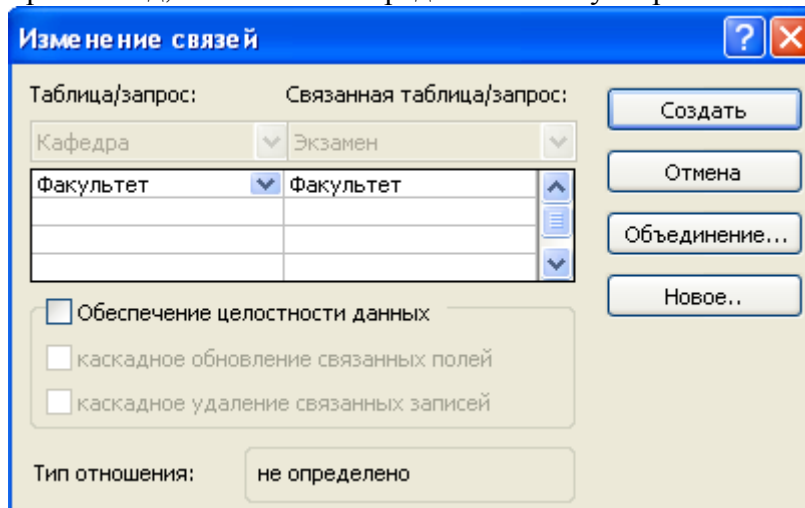 Изменение связей
Таблица/запрос: Связанная таблица/запрос:
Кафедра Экзамен
Факультет Факультет
Обеспечение целостности данных
каскадное обновление связанных полей
каскадное удаление связанных записей
Тип отношения: не определено
Создать
Отмена
Объединение...
Новое..